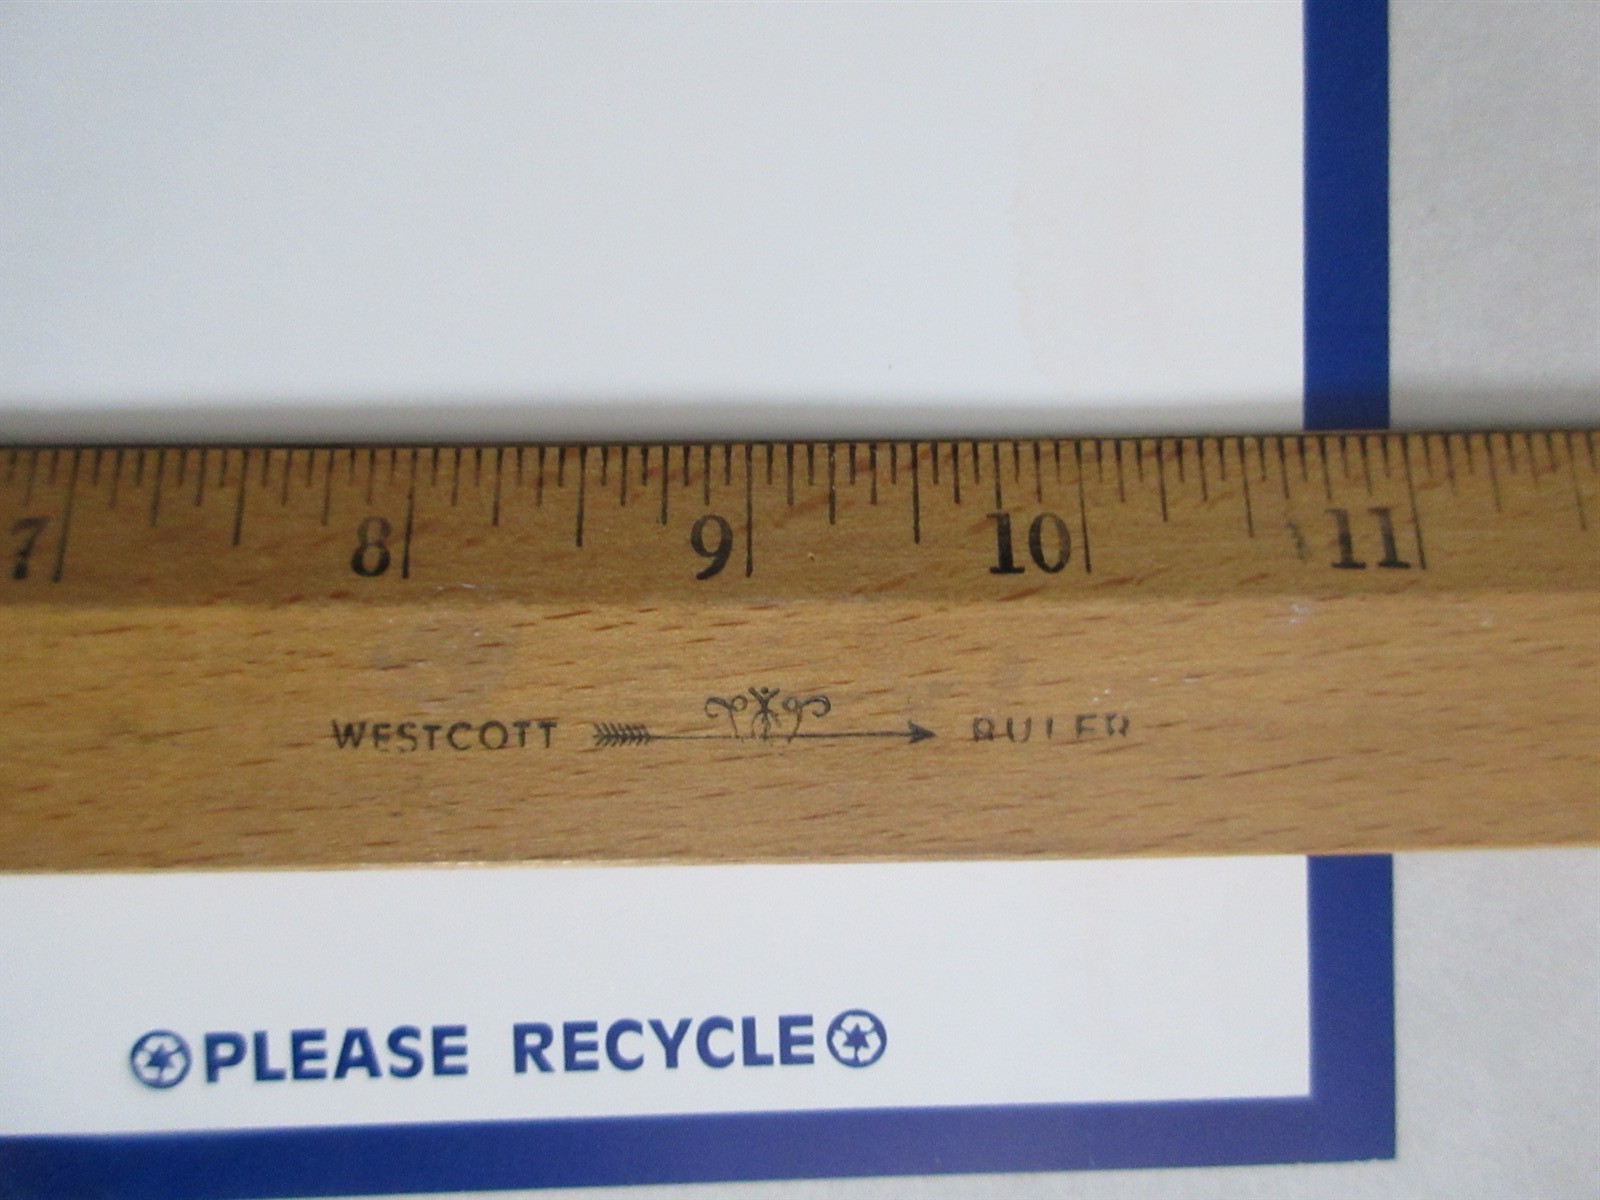 7 8 9 10 11
WESTCOTT RULER
PLEASE RECYCLE